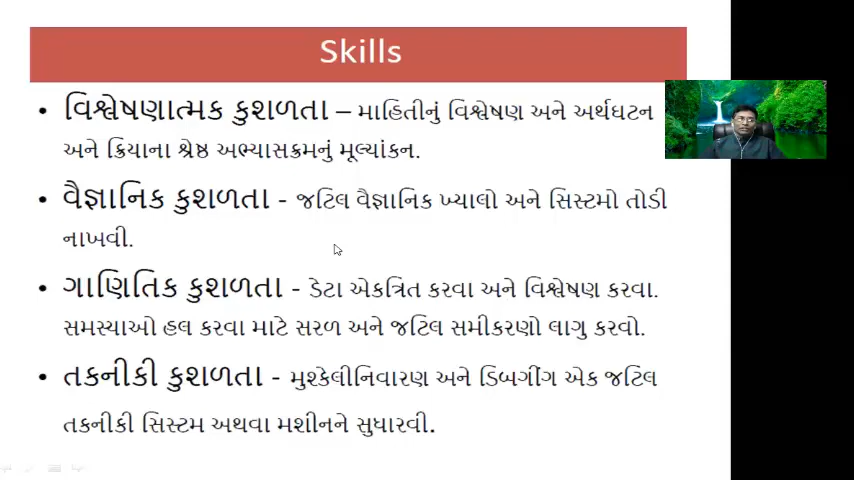 Skills
• વિશ્લેષણાત્મક કુશળતા – માહિતીનું વિશ્લેષણ અને અર્થઘટન
અને ક્રિયાના શ્રેષ્ઠ અભ્યાસક્રમનું મૂલ્યાંકન.
• વૈજ્ઞાનિક કુશળતા - જટિલ વૈજ્ઞાનિક ખ્યાલો અને સિસ્ટમો તોડી
નાખવી.
• ગાણિતિક કુશળતા - ડેટા એકત્રિત કરવા અને વિશ્લેષણ કરવા.
સમસ્યાઓ હલ કરવા માટે સરળ અને જટિલ સમીકરણો લાગુ કરવો.
• તકનીકી કુશળતા - મુશ્કેલીનિવારણ અને ડિબગીંગ એક જટિલ
તકનીકી સિસ્ટમ અથવા મશીનને સુધારવી.